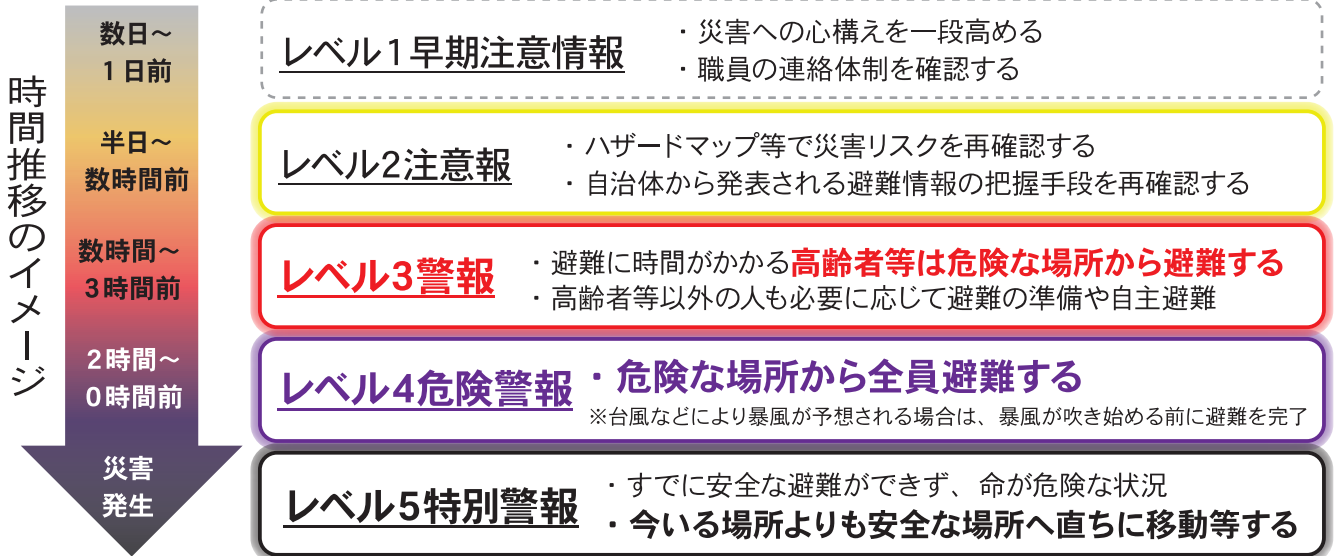 時間推移のイメージ
数日～
1日前
レベル1早期注意情報
・災害への心構えを一段高める
・職員の連絡体制を確認する
半日～
数時間前
レベル2注意報
・ハザードマップ等で災害リスクを再確認する
・自治体から発表される避難情報の把握手段を再確認する
数時間～
3時間前
レベル3警報
・避難に時間がかかる高齢者等は危険な場所から避難する
・高齢者等以外の人も必要に応じて避難の準備や自主避難
2時間～
0時間前
レベル4危険警報
・危険な場所から全員避難する
※台風などにより暴風が予想される場合は、暴風が吹き始める前に避難を完了
災害
発生
レベル5特別警報
・すでに安全な避難ができず、命が危険な状況
・今いる場所よりも安全な場所へ直ちに移動等する